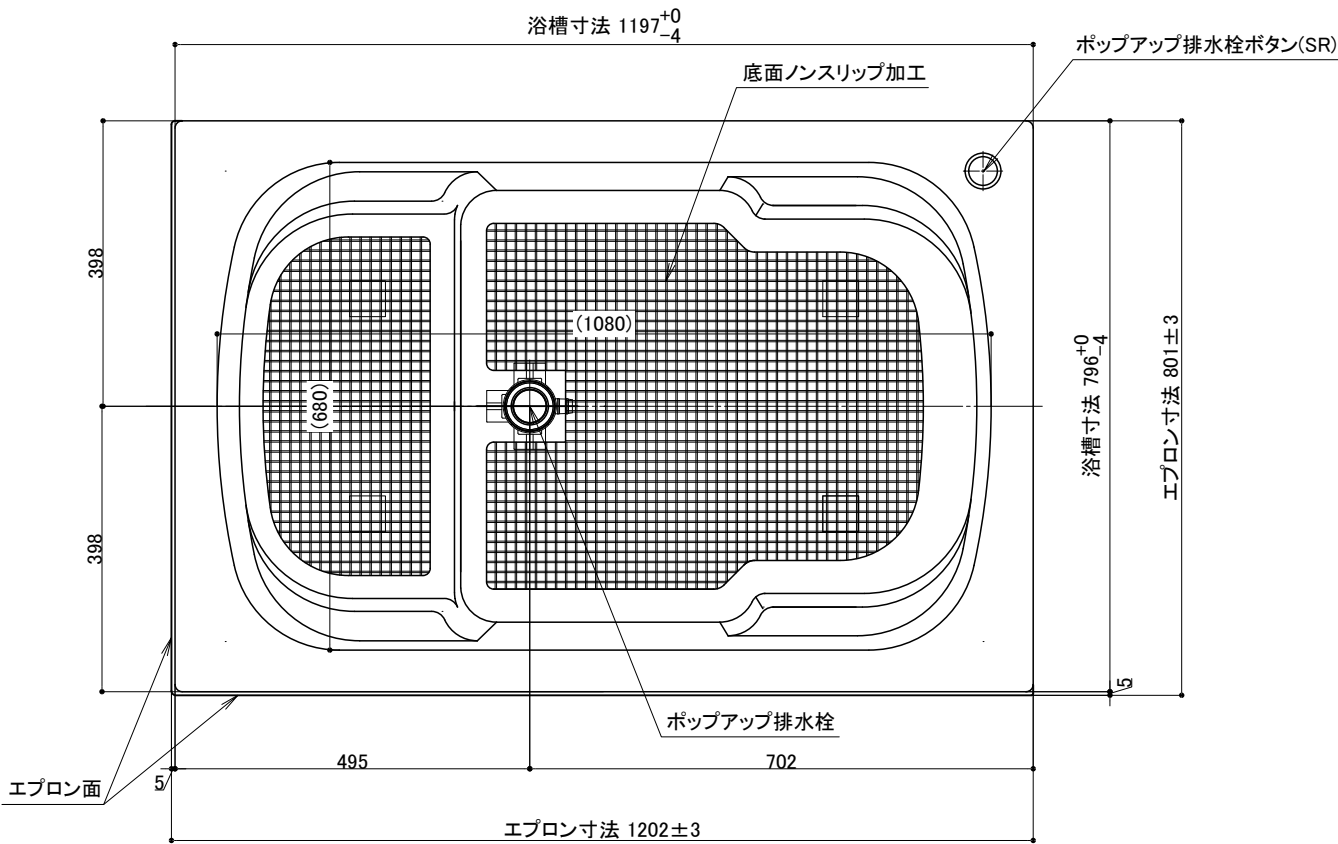 浴槽寸法 1197 +0 -4
ポップアップ排水栓ボタン(SR)
底面ノンスリップ加工
398
(1080)
(680)
浴槽寸法 796 +0 -4
エプロン寸法 801±3
398
5
ポップアップ排水栓
495
702
5
エプロン面
エプロン寸法 1202±3